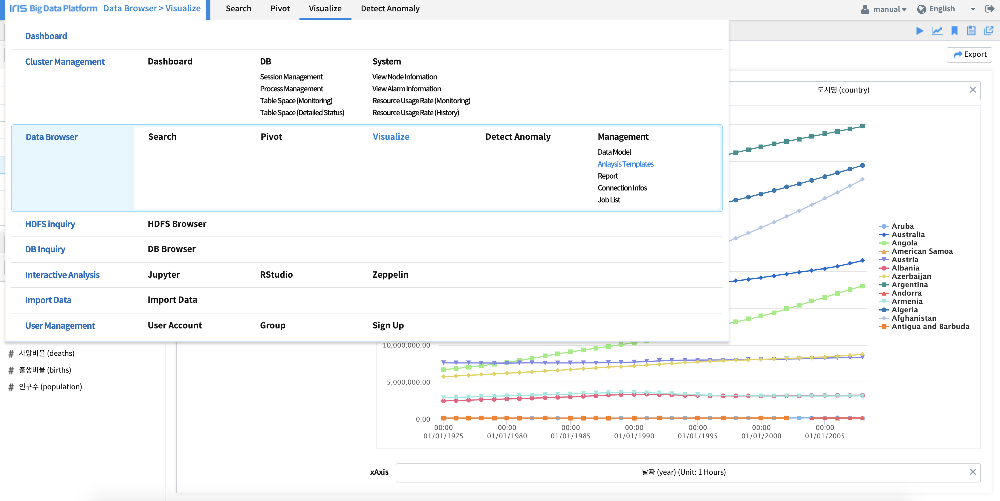 IRIS Big Data Platform Data Browser > Visualize Search Pivot Visualize Detect Anomaly manual English
Export
Dashboard
Cluster Management Dashboard DB System
Session Management View Node Infomation
Process Management View Alarm Information
Table Space (Monitoring) Resource Usage Rate (Monitoring)
Table Space (Detailed Status) Resource Usage Rate (History)
Data Browser Search Pivot Visualize Detect Anomaly Management
Data Model
Anlaysis Templates
Report
Connection Infos
Job List
HDFS inquiry HDFS Browser
DB Inquiry DB Browser
Interactive Analysis Jupyter RStudio Zeppelin
Import Data Import Data
User Management User Account Group Sign Up
도시명 (country)
Aruba
Australia
Angola
American Samoa
Austria
Albania
Azerbaijan
Argentina
Andorra
Armenia
Algeria
Afghanistan
Antigua and Barbuda
# 사망비율 (deaths)
# 출생비율 (births)
# 인구수 (population)
10,000,000.00
5,000,000.00
0.00
00:00 00:00 00:00 00:00 00:00 00:00 00:00
01/01/1975 01/01/1980 01/01/1985 01/01/1990 01/01/1995 01/01/2000 01/01/2005
xAxis 날짜 (year) (Unit: 1 Hours)